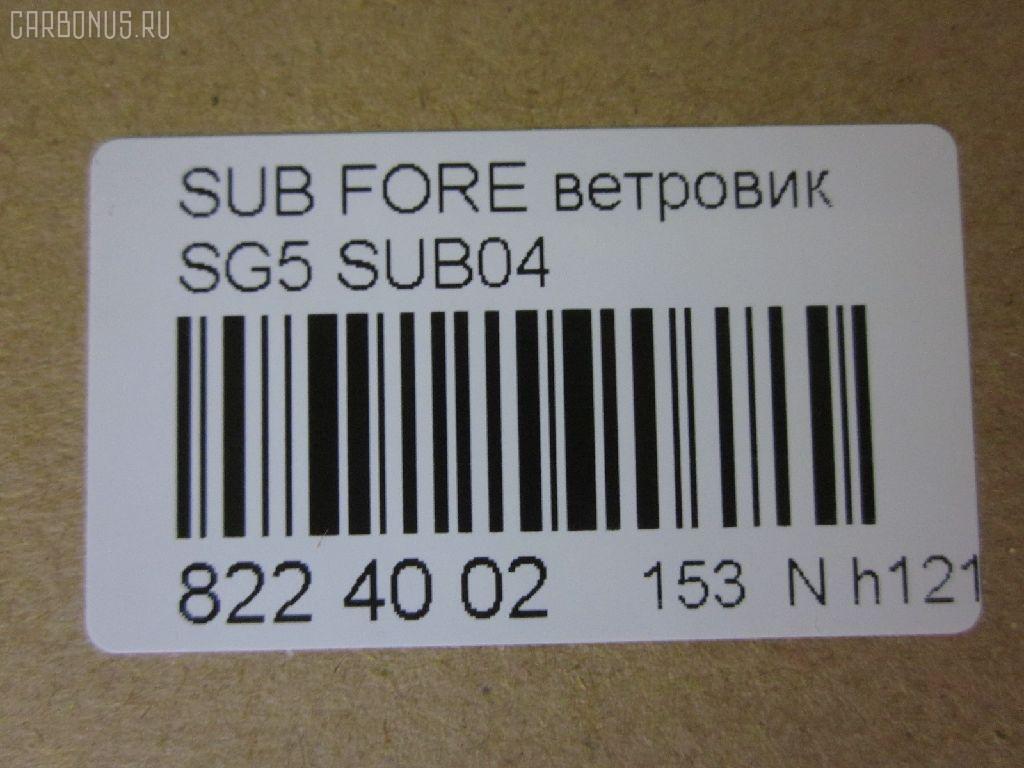 CARBONUS.RU
SUB FORE ветровик
SG5 SUB04
822 40 02 153 N h121